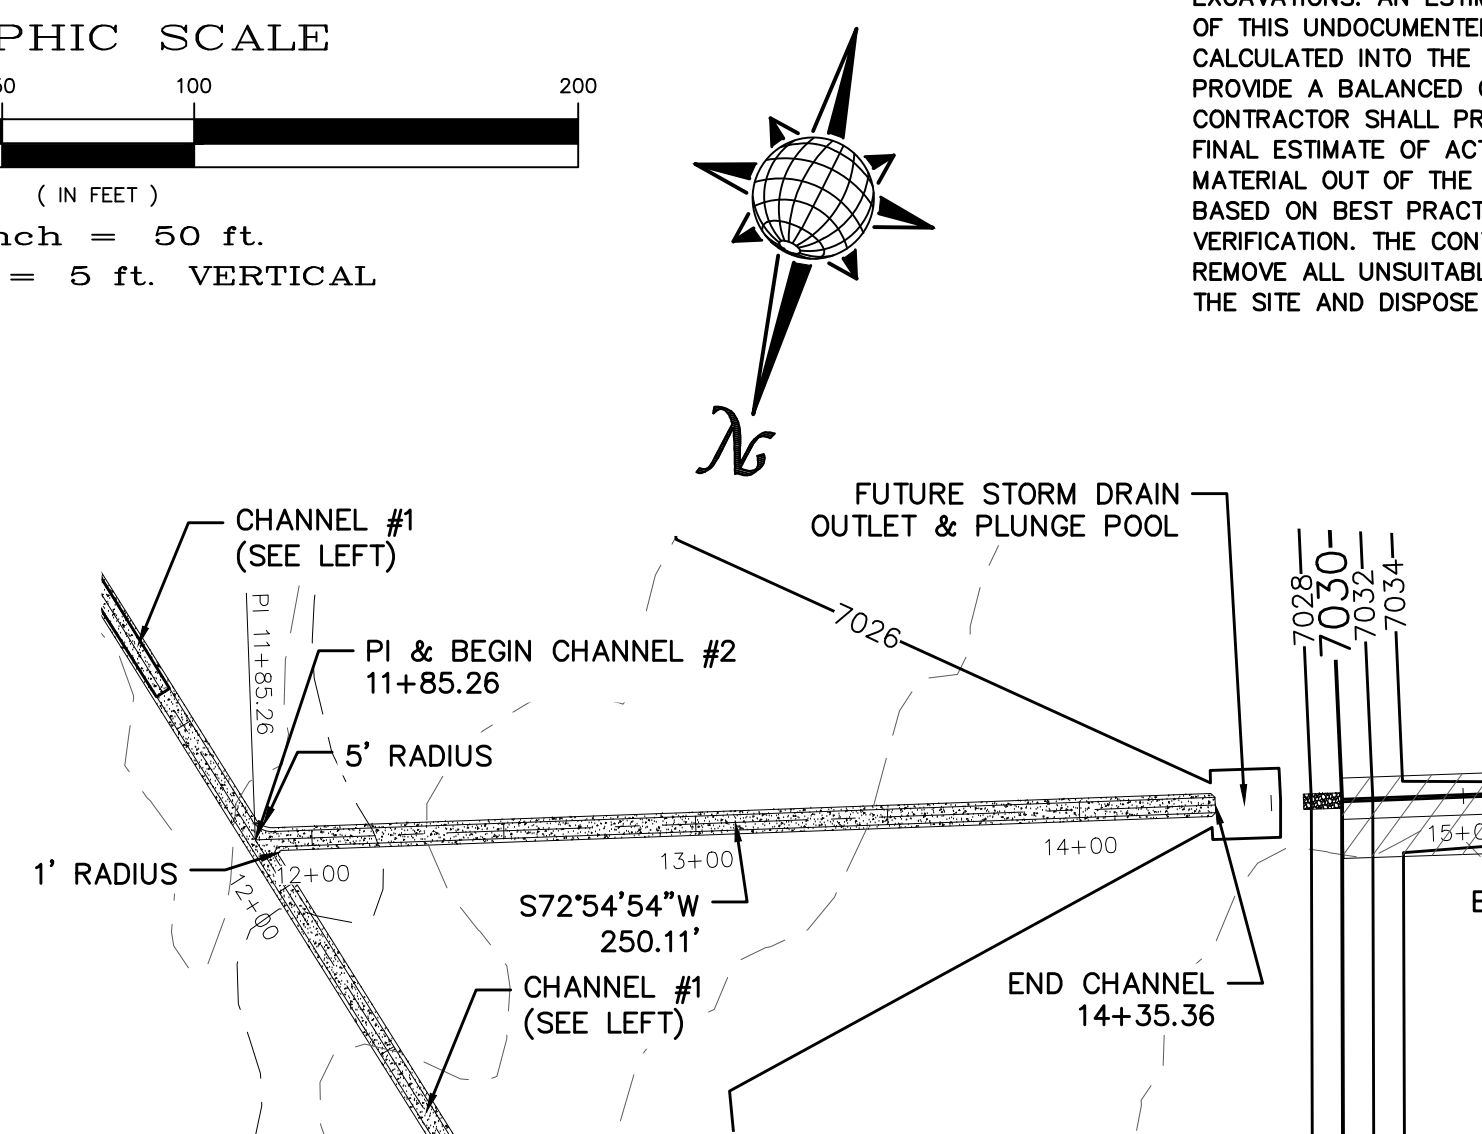 PHIC SCALE
100
200
( IN FEET )
nch = 50 ft.
= 5 ft. VERTICAL
OF THIS UNDOCUMENTED
CALCULATED INTO THE
PROVIDE A BALANCED
CONTRACTOR SHALL PR
FINAL ESTIMATE OF ACT
MATERIAL OUT OF THE
BASED ON BEST PRACT
VERIFICATION. THE CON
REMOVE ALL UNSUITABL
THE SITE AND DISPOSE
N
CHANNEL #1
(SEE LEFT)
FUTURE STORM DRAIN
OUTLET & PLUNGE POOL
PI 11+85.26
PI & BEGIN CHANNEL #2
11+85.26
5' RADIUS
7026
7028
7030
7032
7034
1' RADIUS
12+00
12+00
13+00
14+00
S72°54'54"W
250.11'
CHANNEL #1
(SEE LEFT)
END CHANNEL
14+35.36